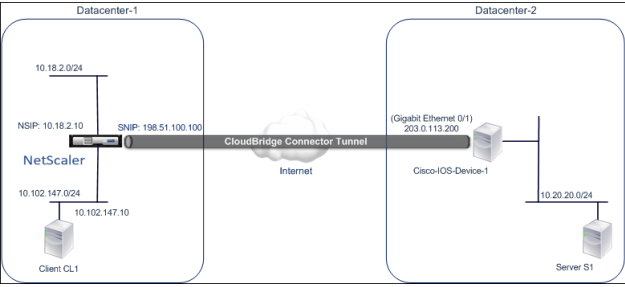 Datacenter-1
Datacenter-2
10.18.2.0/24
NSIP: 10.18.2.10
SNIP: 198.51.100.100
CloudBridge Connector Tunnel
(Gigabit Ethernet 0/1)
203.0.113.200
NetScaler
Internet
Cisco-IOS-Device-1
10.102.147.0/24
10.102.147.10
10.20.20.0/24
Client CL1
Server S1